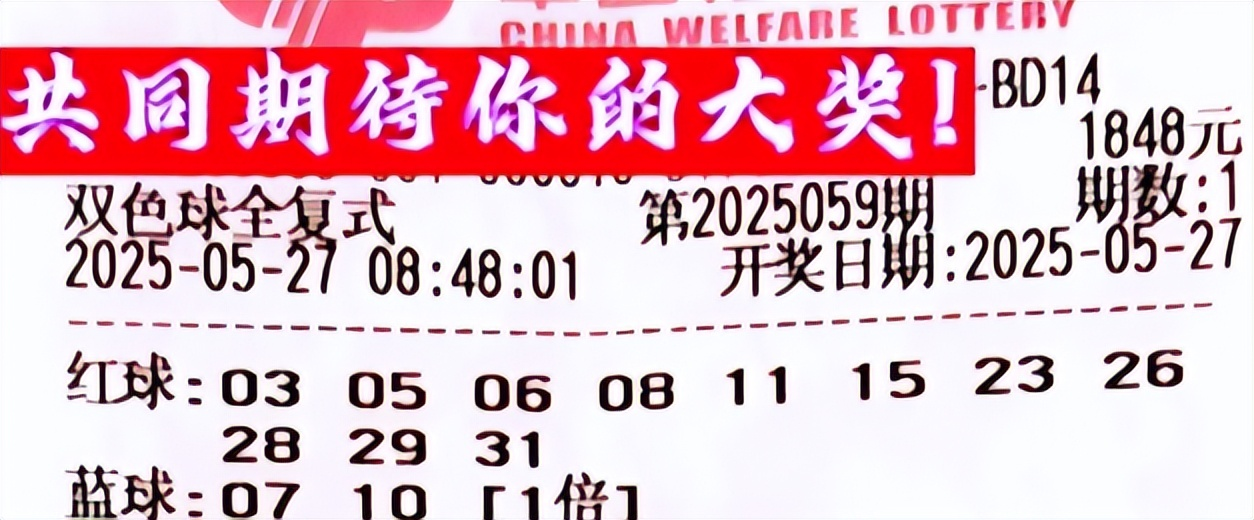 CHINA WELFARE LOTTERY
共同期待你的大奖!
-BD14
1848元
双色球全复式 第2025059期 期数:1
2025-05-27 08:48:01 开奖日期:2025-05-27
红球:03 05 06 08 11 15 23 26
28 29 31
蓝球:07 10 [1倍]